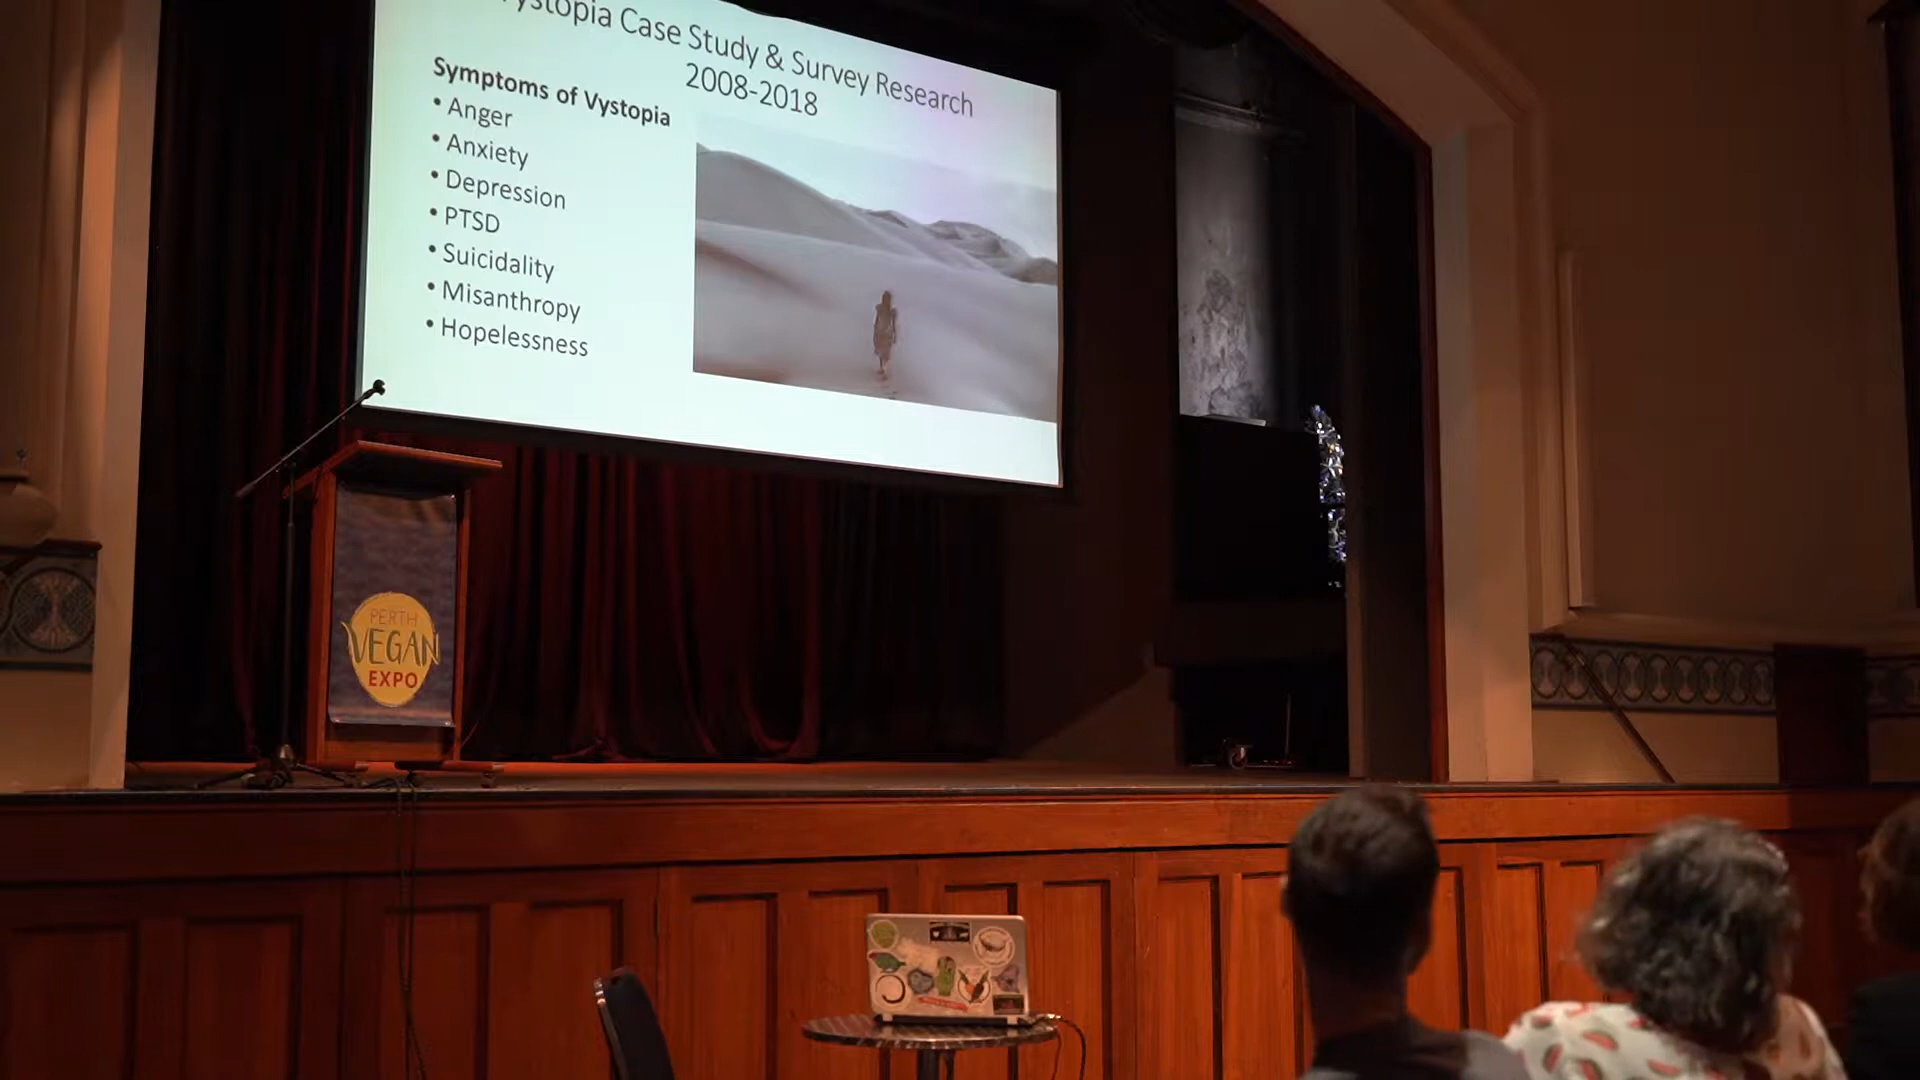 Vystopia Case Study & Survey Research
2008-2018
Symptoms of Vystopia
• Anger
• Anxiety
• Depression
• PTSD
• Suicidality
• Misanthropy
• Hopelessness
PERTH
VEGAN
EXPO